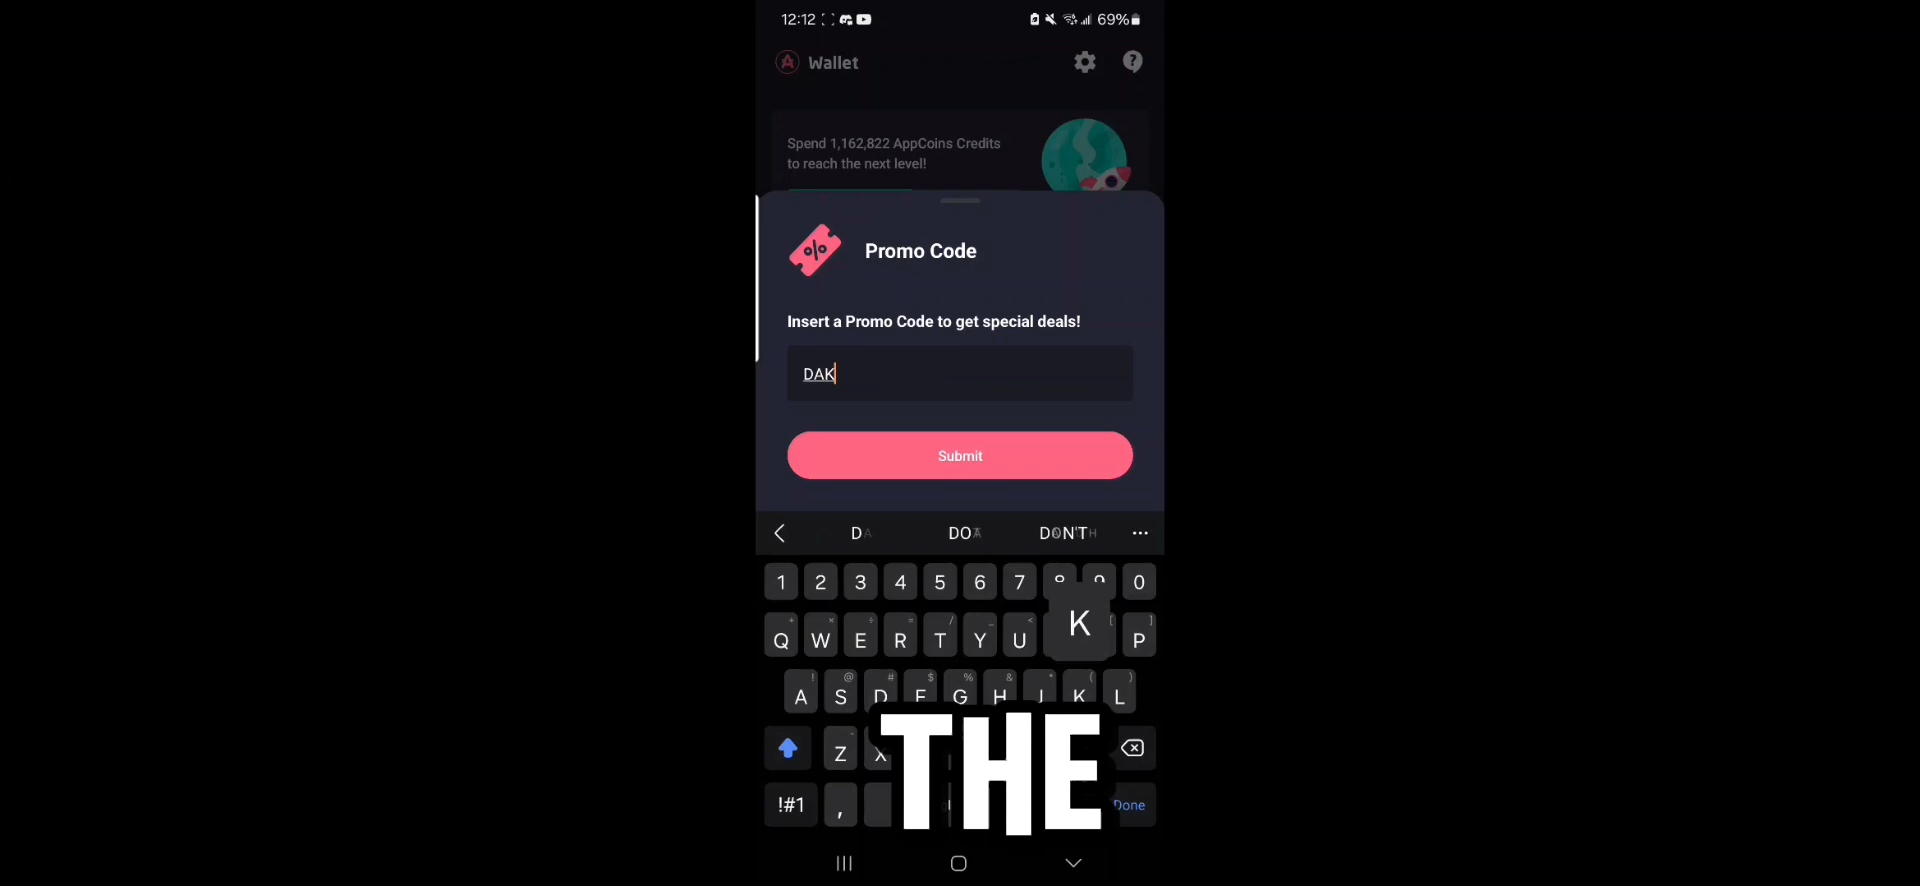 12:12 69%
Wallet
Spend 1,162,822 AppCoins Credits
to reach the next level!
Promo Code
Insert a Promo Code to get special deals!
DAK
Submit
D DO DON'T
1 2 3 4 5 6 7 8 9 0
Q W E R T Y U K P
A S D F G H J K L
Z X
THE
!#1 , Done